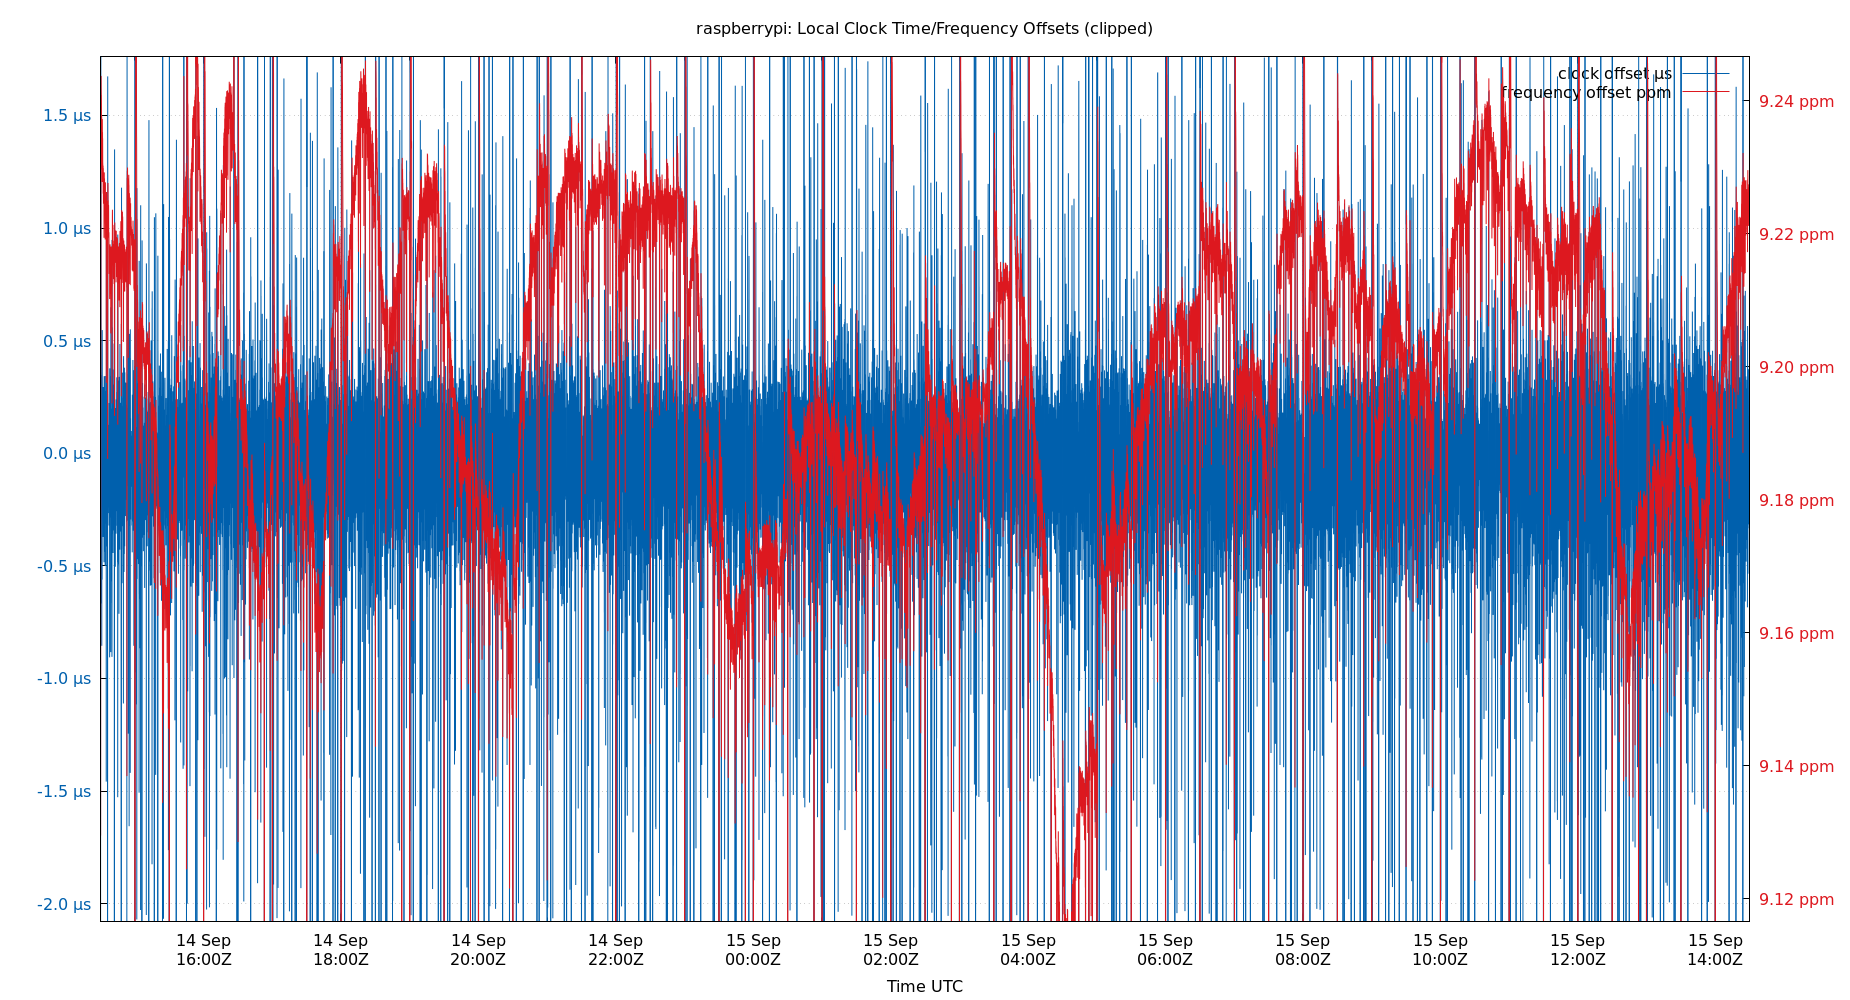 raspberrypi: Local Clock Time/Frequency Offsets (clipped)
clock offset µs
frequency offset ppm
1.5 µs
1.0 µs
0.5 µs
0.0 µs
-0.5 µs
-1.0 µs
-1.5 µs
-2.0 µs
9.24 ppm
9.22 ppm
9.20 ppm
9.18 ppm
9.16 ppm
9.14 ppm
9.12 ppm
14 Sep 14 Sep 14 Sep 14 Sep 15 Sep 15 Sep 15 Sep 15 Sep 15 Sep 15 Sep 15 Sep 15 Sep
16:00Z 18:00Z 20:00Z 22:00Z 00:00Z 02:00Z 04:00Z 06:00Z 08:00Z 10:00Z 12:00Z 14:00Z
Time UTC